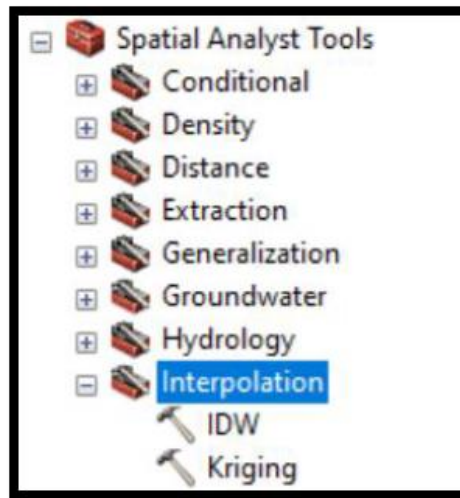 Spatial Analyst Tools
Conditional
Density
Distance
Extraction
Generalization
Groundwater
Hydrology
Interpolation
IDW
Kriging